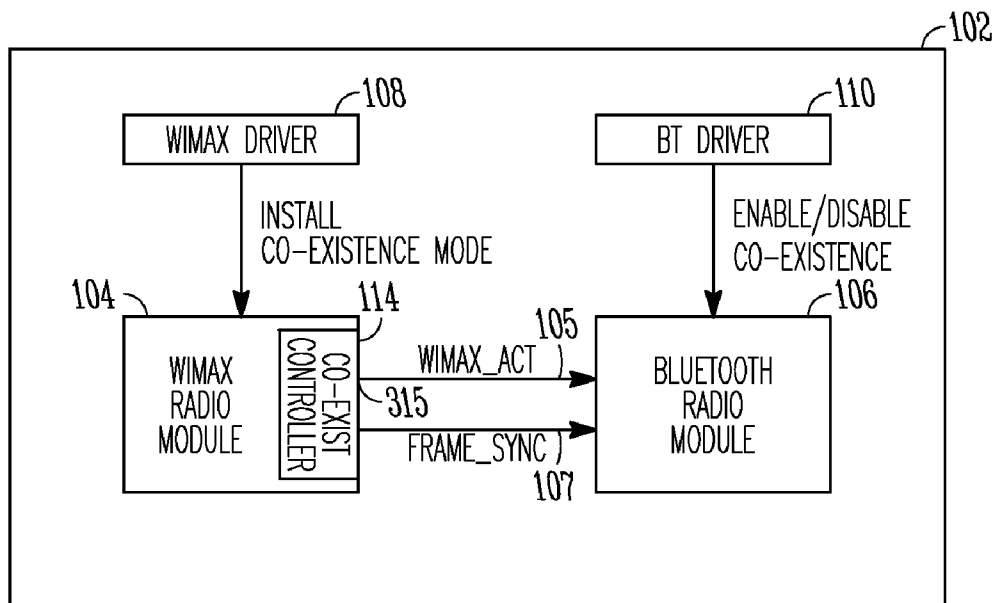 102
108
110
WIMAX DRIVER
BT DRIVER
INSTALL
CO-EXISTENCE MODE
ENABLE/DISABLE
CO-EXISTENCE
104
114
105
106
WIMAX
RADIO
MODULE
CO-EXIST
CONTROLLER
WIMAX_ACT
315
FRAME_SYNC
107
BLUETOOTH
RADIO
MODULE